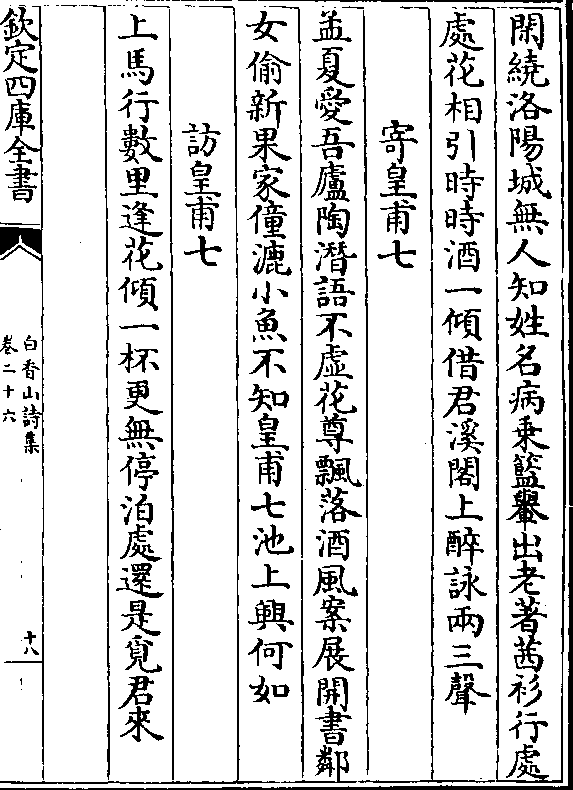 閑繞洛陽城無人知姓名病乗籃轝出老著茜衫行處
處花相引時時酒一傾借君溪閣上醉詠兩三聲
寄皇甫七
孟夏愛吾廬陶潛語不虚花尊飄落酒風案展開書鄰
女偷新果家僮漉小魚不知皇甫七池上興何如
訪皇甫七
上馬行數里逢花傾一杯更無停泊處還是覓君來
欽定四庫全書
白香山詩集
卷二十六
十八